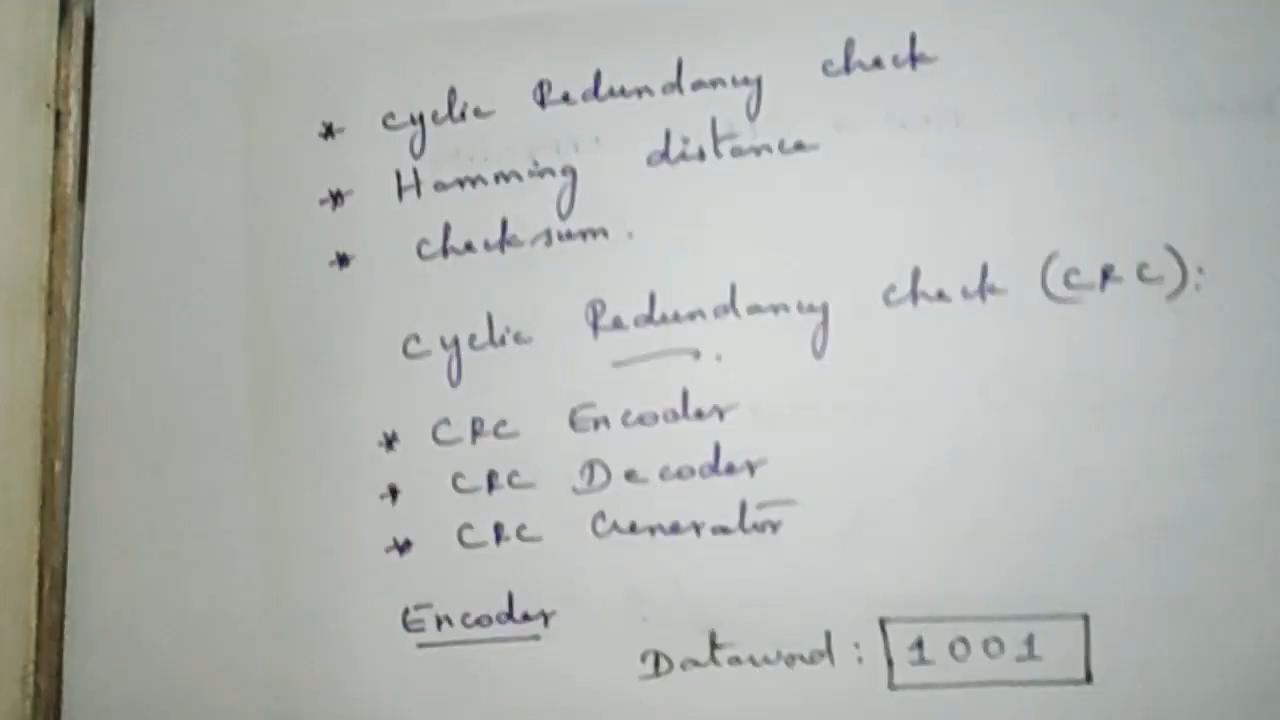 * cyclic Redundancy check
* Hamming distance
* checksum.
cyclic Redundancy check (CRC):
* CRC Encoder
* CRC Decoder
* CRC Generator
Encoder
Dataword : 1001